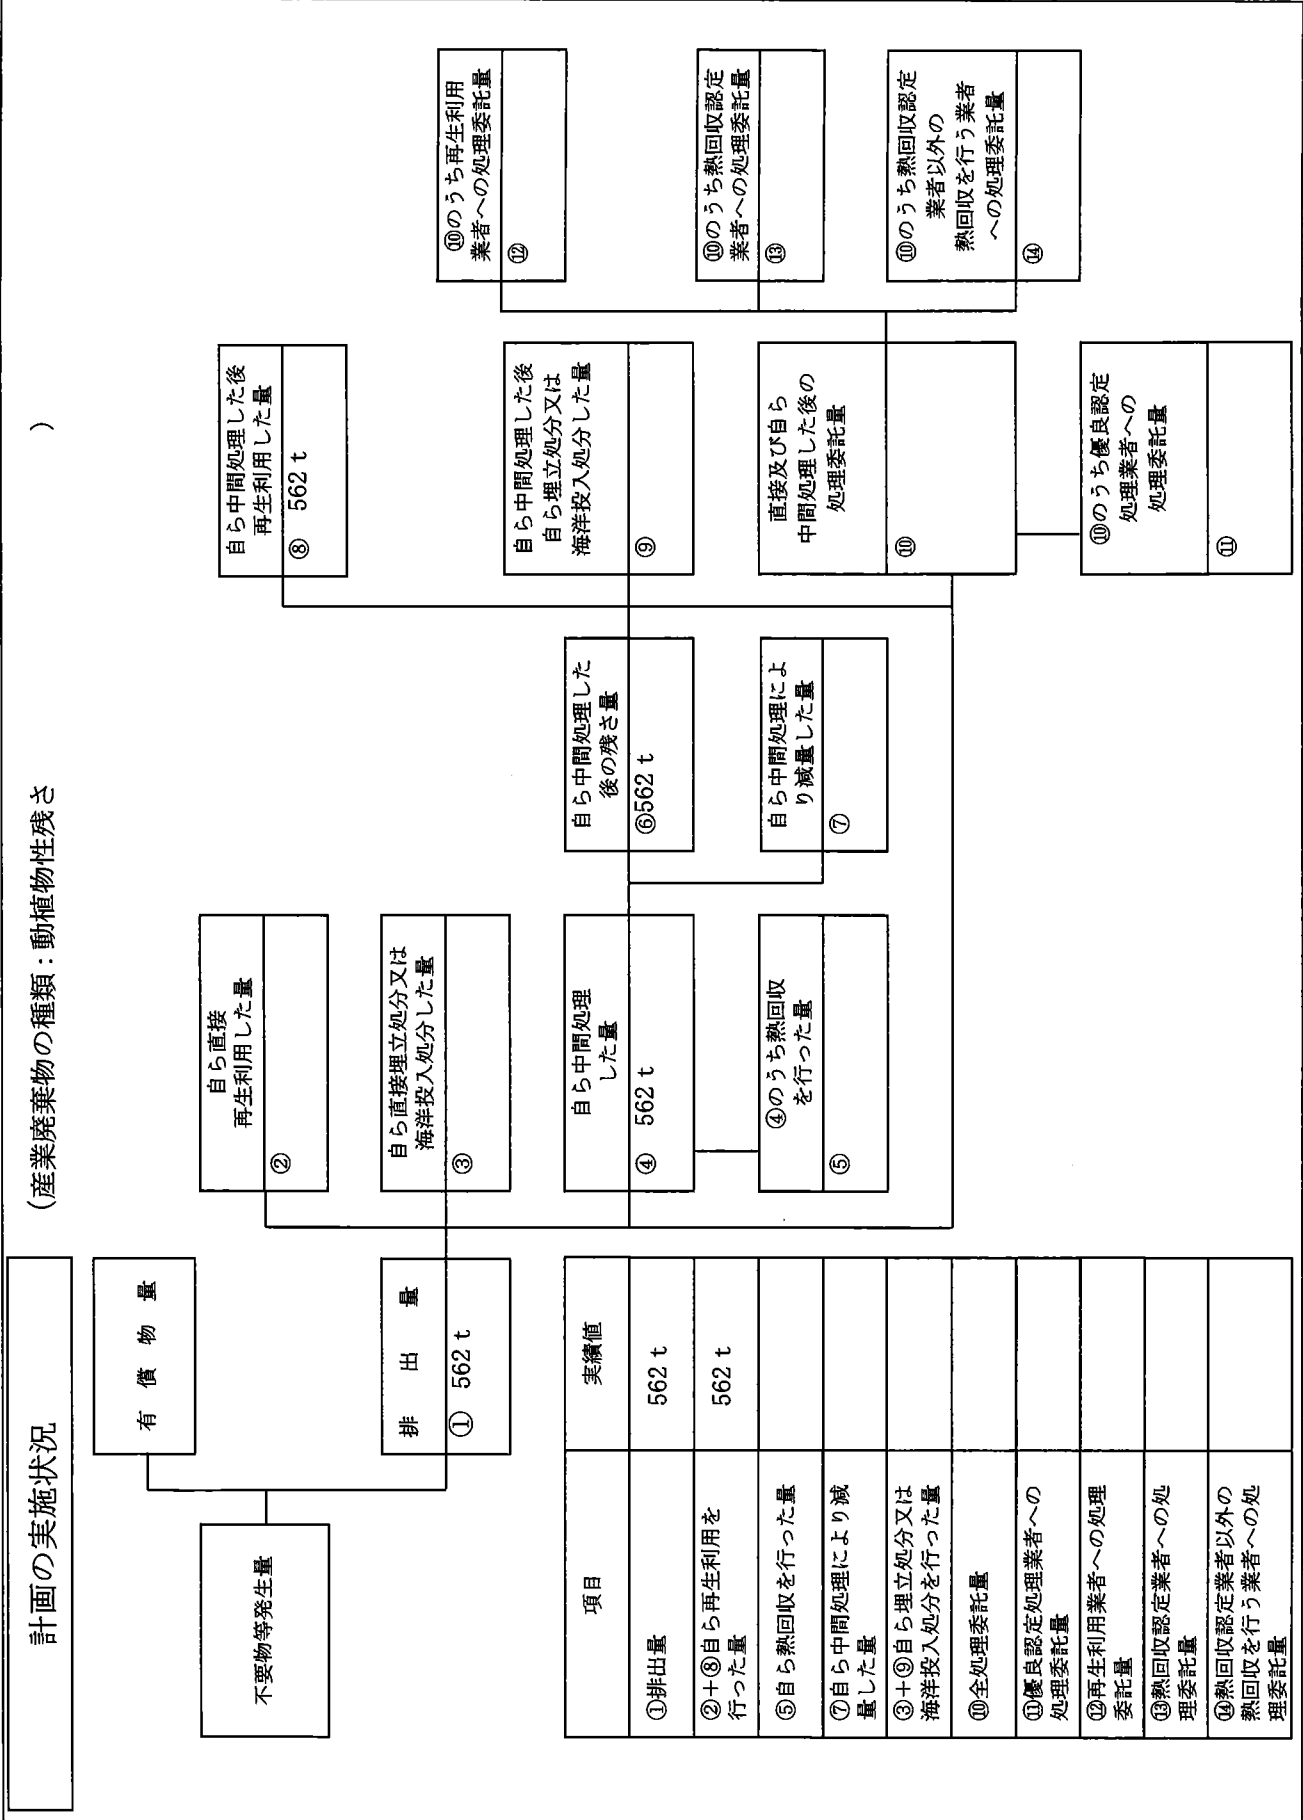 計画の実施状況
(産業廃棄物の種類：動植物性残さ　　　　　　　　　　)
不要物等発生量
有償物量
排出量
① 562 t
自ら直接
再生利用した量
②
自ら直接埋立処分又は
海洋投入処分した量
③
自ら中間処理
した量
④ 562 t
④のうち熱回収
を行った量
⑤
自ら中間処理した
後の残さ量
⑥562 t
自ら中間処理によ
り減量した量
⑦
自ら中間処理した後
再生利用した量
⑧ 562 t
自ら中間処理した後
自ら埋立処分又は
海洋投入処分した量
⑨
直接及び自ら
中間処理した後の
処理委託量
⑩
⑩のうち優良認定
処理業者への
処理委託量
⑪
⑩のうち再生利用
業者への処理委託量
⑫
⑩のうち熱回収認定
業者への処理委託量
⑬
⑩のうち熱回収認定
業者以外の
熱回収を行う業者
への処理委託量
⑭
項目 実績値
①排出量 562 t
②+⑧自ら再生利用を
行った量 562 t
⑤自ら熱回収を行った量
⑦自ら中間処理により減
量した量
③+⑨自ら埋立処分又は
海洋投入処分を行った量
⑩全処理委託量
⑪優良認定処理業者への
処理委託量
⑫再生利用業者への処理
委託量
⑬熱回収認定業者への処
理委託量
⑭熱回収認定業者以外の
熱回収を行う業者への処
理委託量